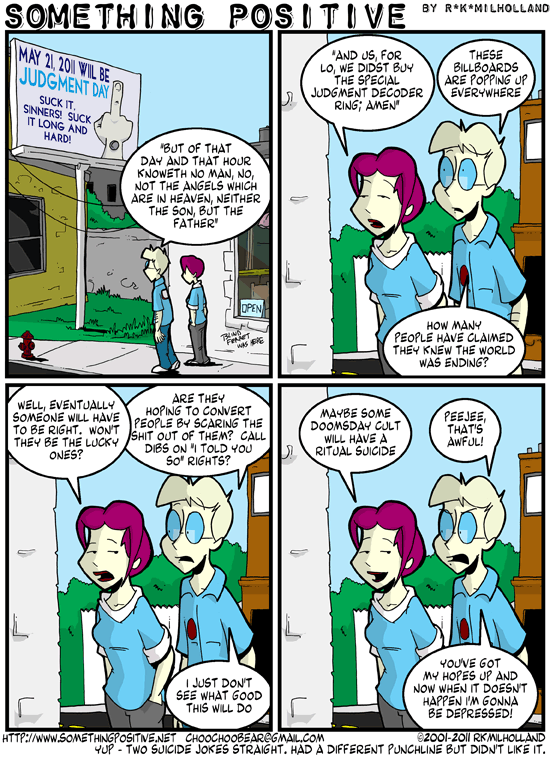 SOMETHING POSITIVE BY R*K*MILHOLLAND
MAY 21, 2011 WILL BE
JUDGMENT DAY
SUCK IT,
SINNERS! SUCK
IT LONG AND
HARD!
"BUT OF THAT
DAY AND THAT HOUR
KNOWETH NO MAN, NO,
NOT THE ANGELS WHICH
ARE IN HEAVEN, NEITHER
THE SON, BUT THE
FATHER"
OPEN
WAS HERE
"AND US, FOR
LO, WE DIDST BUY
THE SPECIAL
JUDGMENT DECODER
RING; AMEN"
THESE
BILLBOARDS
ARE POPPING UP
EVERYWHERE
HOW MANY
PEOPLE HAVE CLAIMED
THEY KNEW THE WORLD
WAS ENDING?
WELL, EVENTUALLY
SOMEONE WILL HAVE
TO BE RIGHT. WON'T
THEY BE THE LUCKY
ONES?
ARE THEY
HOPING TO CONVERT
PEOPLE BY SCARING THE
SHIT OUT OF THEM? CALL
DIBS ON "I TOLD YOU
SO" RIGHTS?
I JUST DON'T
SEE WHAT GOOD
THIS WILL DO
MAYBE SOME
DOOMSDAY CULT
WILL HAVE A
RITUAL SUICIDE
PEEJEE,
THAT'S
AWFUL!
YOU'VE GOT
MY HOPES UP AND
NOW WHEN IT DOESN'T
HAPPEN I'M GONNA
BE DEPRESSED!
HTTP://WWW.SOMETHINGPOSITIVE.NET CHOOCHOOBEAR@GMAIL.COM ©2001-2011 RKMILHOLLAND
YUP - TWO SUICIDE JOKES STRAIGHT. HAD A DIFFERENT PUNCHLINE BUT DIDN'T LIKE IT.